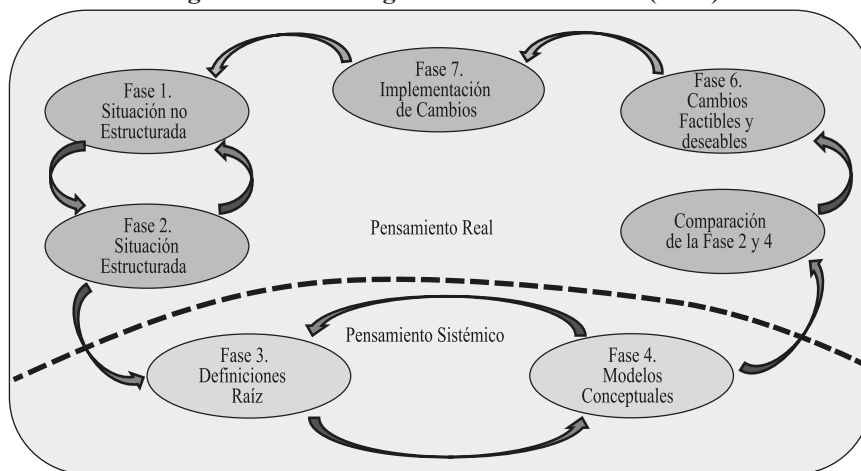 Fase 7.
Implementación
de Cambios
Fase 1.
Situación no
Estructurada
Fase 6.
Cambios
Factibles y
deseables
Fase 2.
Situación
Estructurada
Pensamiento Real
Comparación
de la Fase 2 y 4
Pensamiento Sistémico
Fase 3.
Definiciones
Raíz
Fase 4.
Modelos
Conceptuales